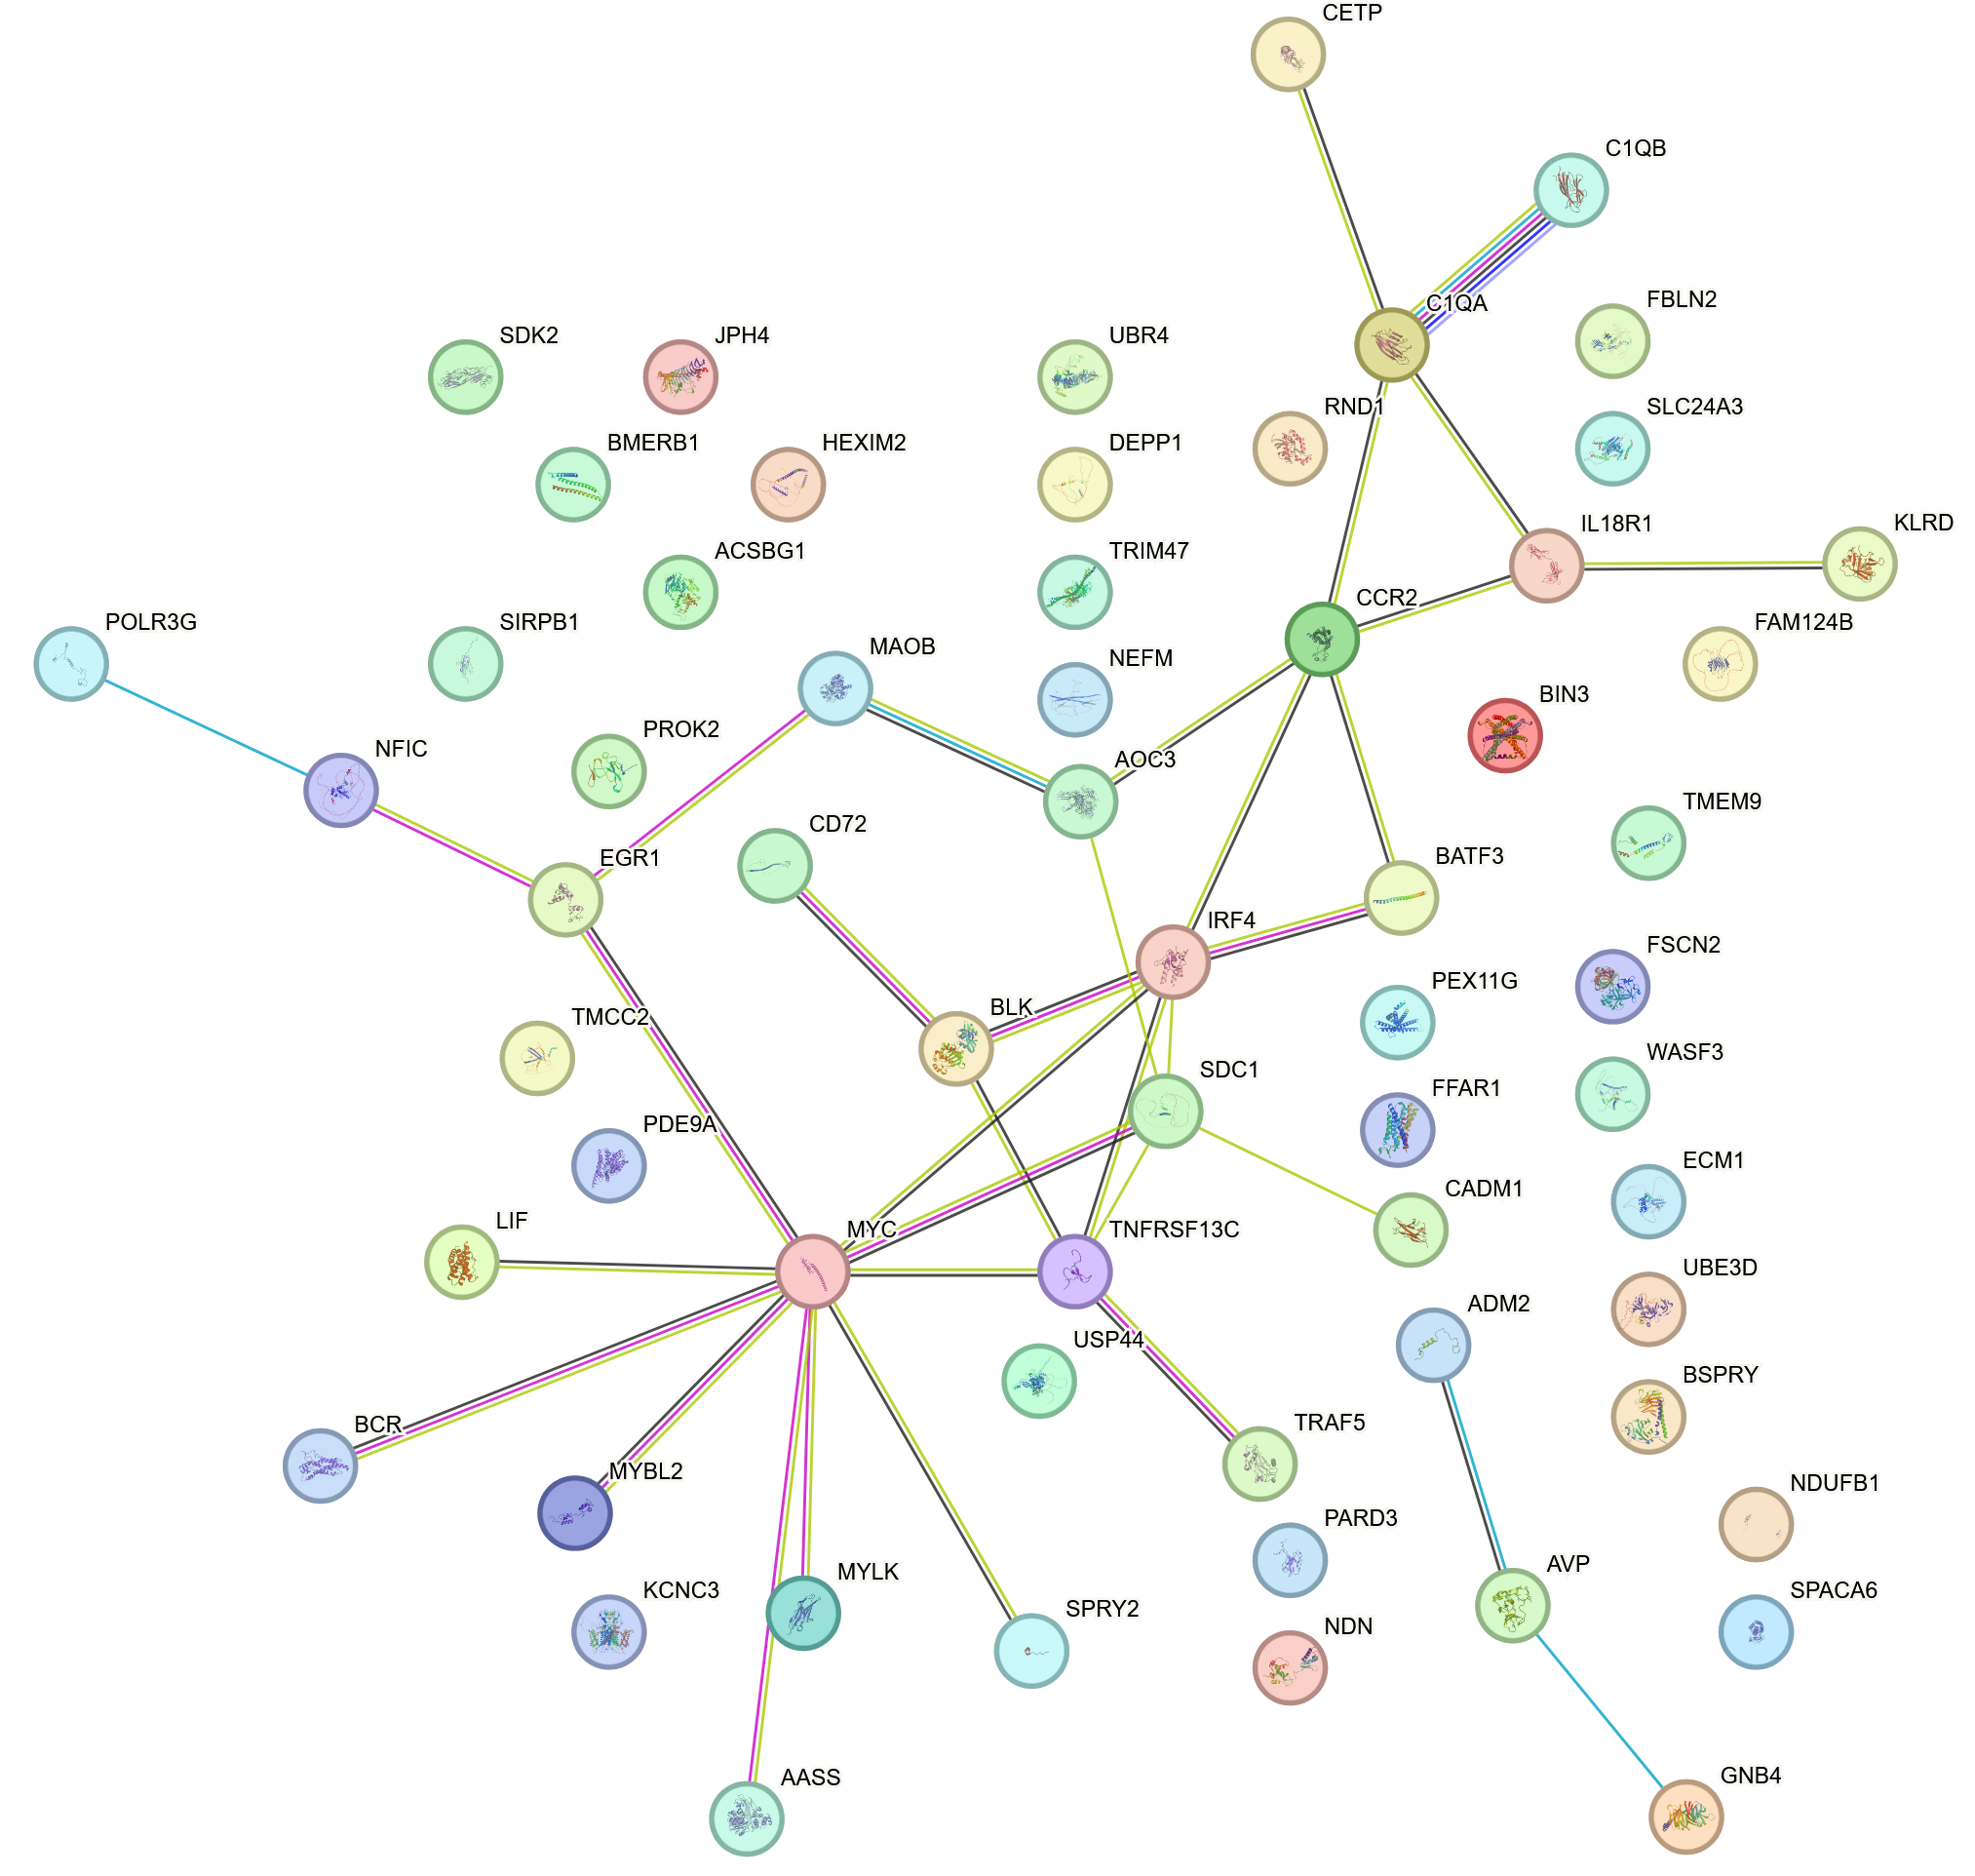 CETP
C1QB
C1QA
FBLN2
SDK2
JPH4
UBR4
RND1
SLC24A3
BMERB1
HEXIM2
DEPP1
IL18R1
KLRD
ACSBG1
TRIM47
CCR2
POLR3G
SIRPB1
FAM124B
MAOB
NEFM
BIN3
PROK2
NFIC
AOC3
TMEM9
CD72
EGR1
BATF3
IRF4
FSCN2
PEX11G
BLK
TMCC2
WASF3
SDC1
FFAR1
PDE9A
ECM1
CADM1
LIF
MYC
TNFRSF13C
UBE3D
ADM2
USP44
BSPRY
TRAF5
BCR
MYBL2
NDUFB1
PARD3
AVP
MYLK
KCNC3
SPACA6
SPRY2
NDN
GNB4
AASS